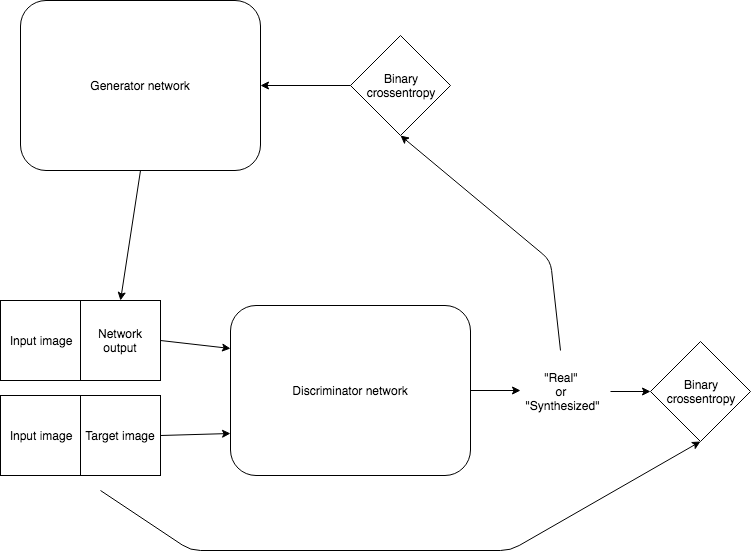 Generator network
Binary
crossentropy
Input image
Network
output
Input image
Target image
Discriminator network
"Real"
or
"Synthesized"
Binary
crossentropy